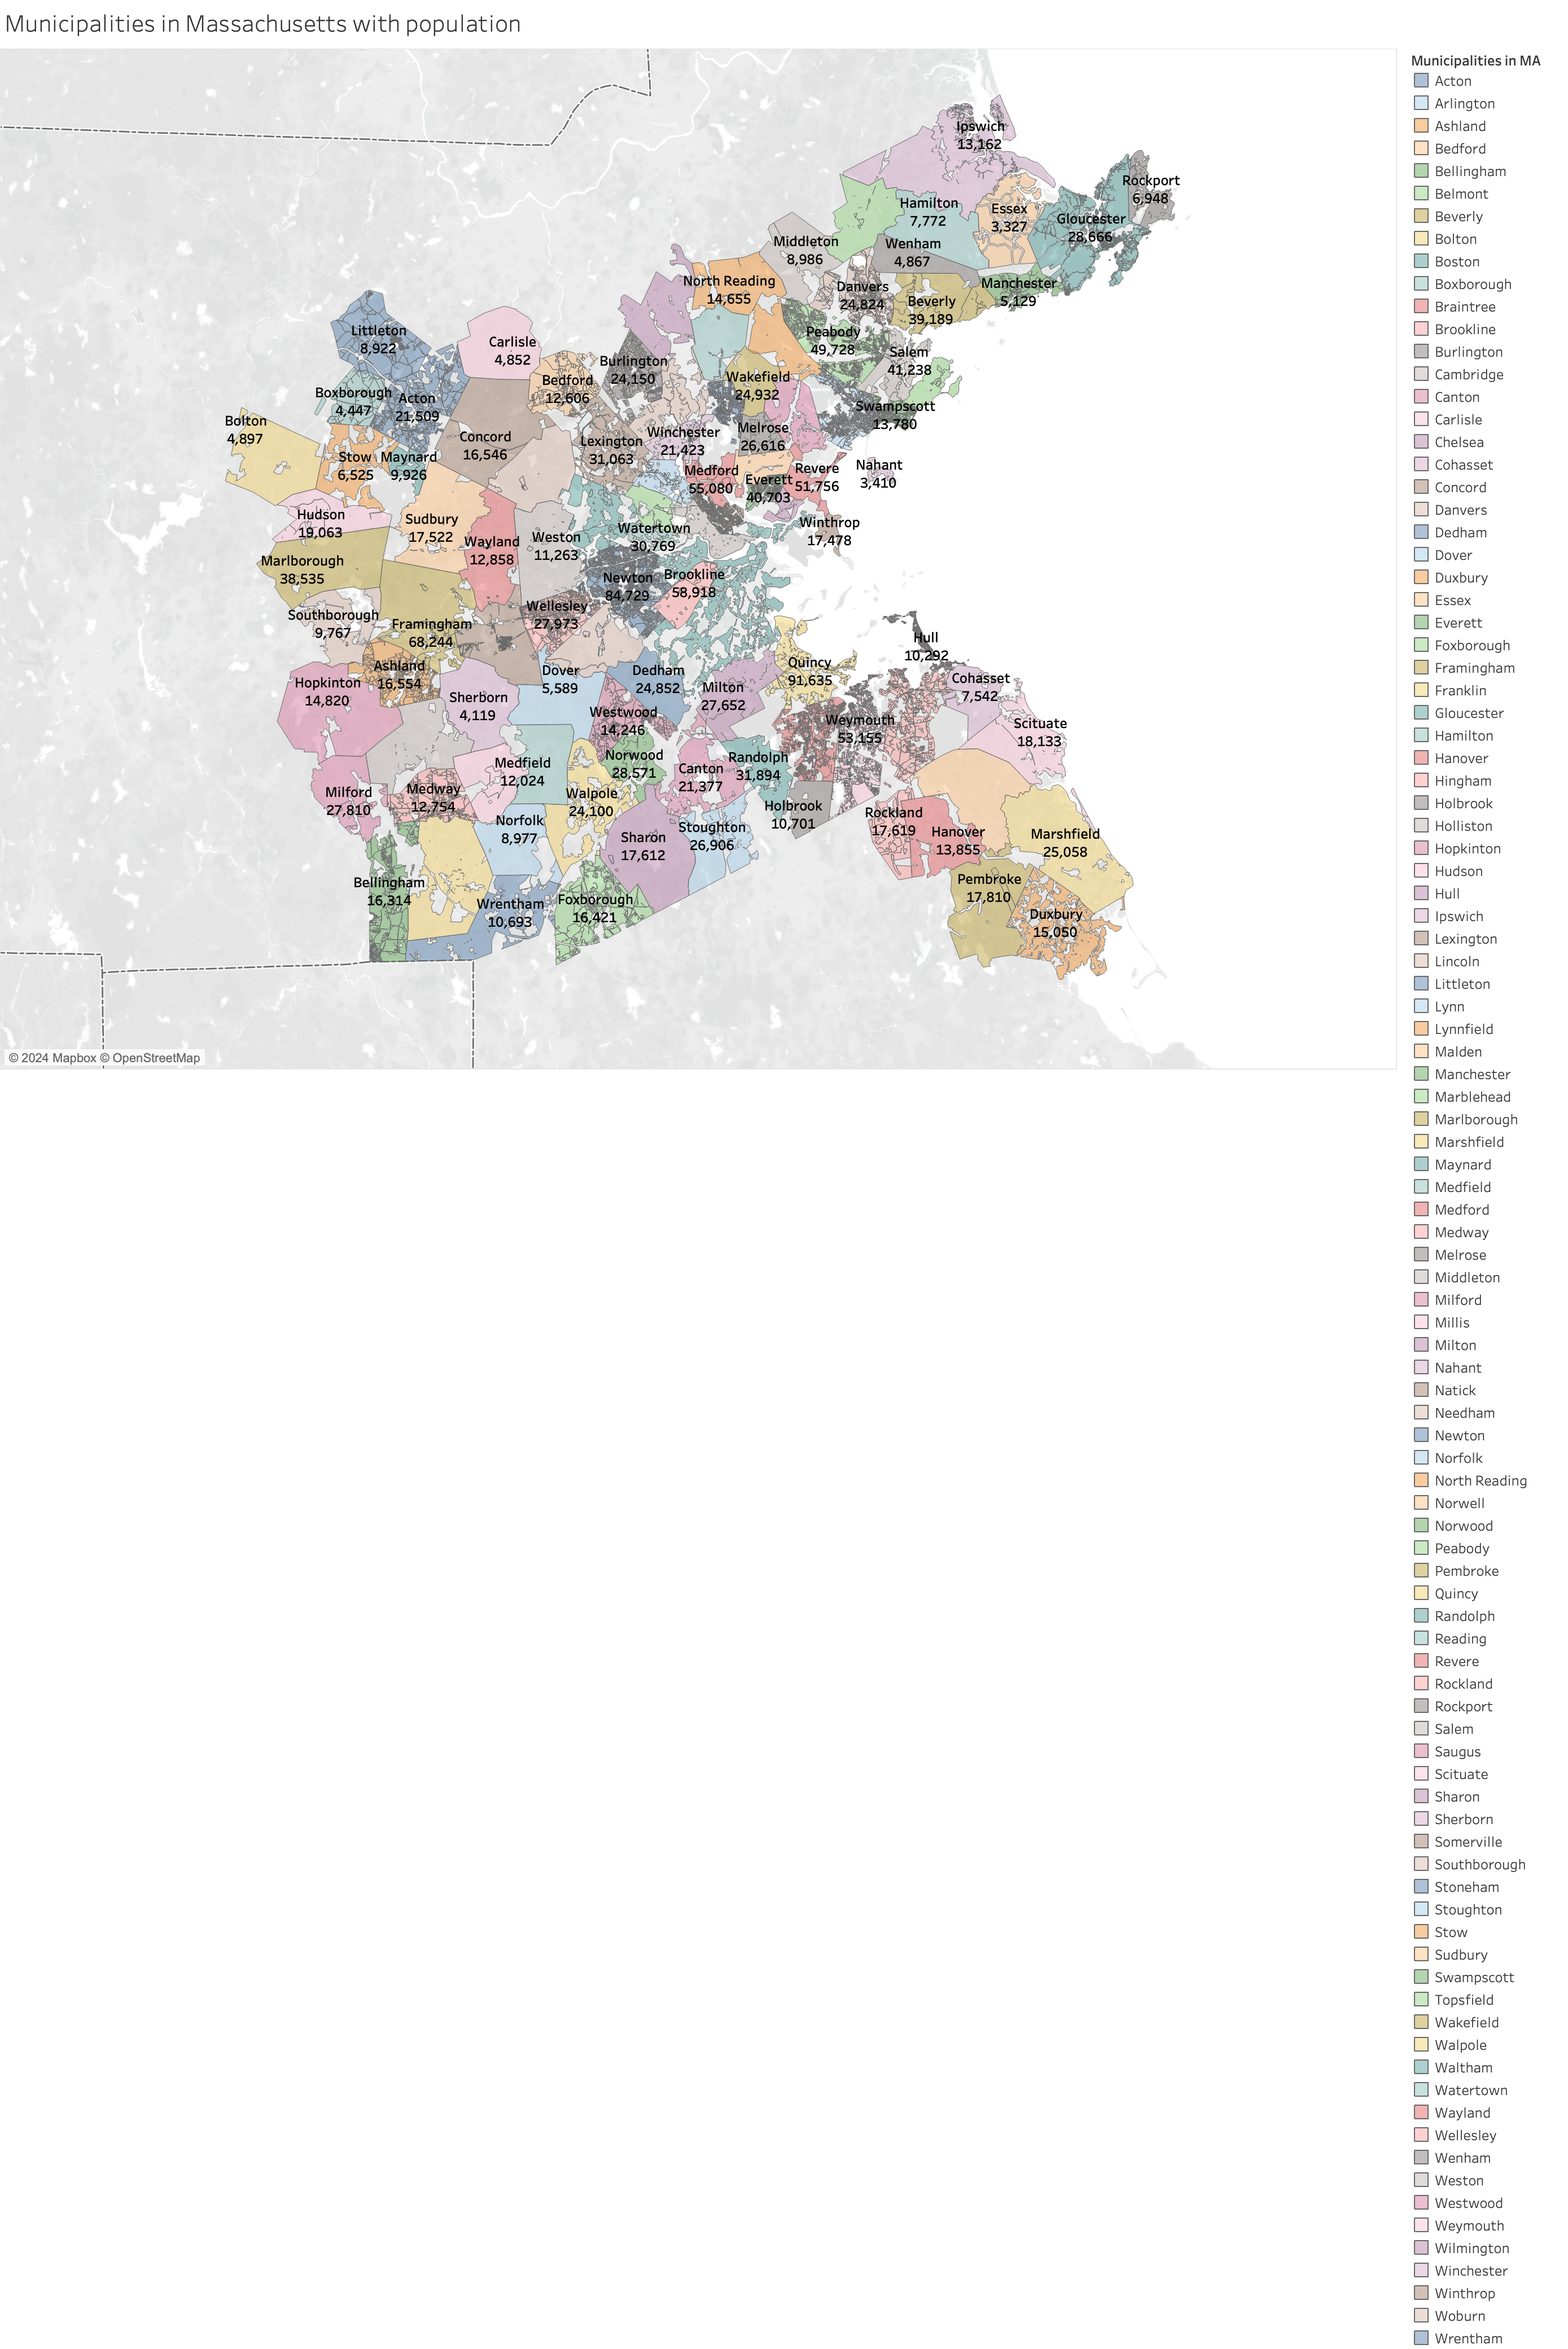 Municipalities in Massachusetts with population
Municipalities in MA
Acton
Arlington
Ashland
Bedford
Bellingham
Belmont
Beverly
Bolton
Boston
Boxborough
Braintree
Brookline
Burlington
Cambridge
Canton
Carlisle
Chelsea
Cohasset
Concord
Danvers
Dedham
Dover
Duxbury
Essex
Everett
Foxborough
Framingham
Franklin
Gloucester
Hamilton
Hanover
Hingham
Holbrook
Holliston
Hopkinton
Hudson
Hull
Ipswich
Lexington
Lincoln
Littleton
Lynn
Lynnfield
Malden
Manchester
Marblehead
Marlborough
Marshfield
Maynard
Medfield
Medford
Medway
Melrose
Middleton
Milford
Millis
Milton
Nahant
Natick
Needham
Newton
Norfolk
North Reading
Norwell
Norwood
Peabody
Pembroke
Quincy
Randolph
Reading
Revere
Rockland
Rockport
Salem
Saugus
Scituate
Sharon
Sherborn
Somerville
Southborough
Stoneham
Stoughton
Stow
Sudbury
Swampscott
Topsfield
Wakefield
Walpole
Waltham
Watertown
Wayland
Wellesley
Wenham
Weston
Westwood
Weymouth
Wilmington
Winchester
Winthrop
Woburn
Wrentham
Ipswich
13,162
Rockport
6,948
Hamilton
7,772
Essex
3,327
Gloucester
28,666
Middleton
8,986
Wenham
4,867
North Reading
14,655
Danvers
24,824
Manchester
5,129
Beverly
39,189
Littleton
8,922
Carlisle
4,852
Peabody
49,728
Salem
41,238
Burlington
24,150
Bedford
12,606
Wakefield
24,932
Boxborough
4,447
Acton
21,509
Swampscott
13,780
Bolton
4,897
Concord
16,546
Lexington
31,063
Winchester
21,423
Melrose
26,616
Stow
6,525
Maynard
9,926
Medford
55,080
Everett
40,703
Revere
51,756
Nahant
3,410
Hudson
19,063
Sudbury
17,522
Wayland
12,858
Weston
11,263
Watertown
30,769
Winthrop
17,478
Marlborough
38,535
Newton
84,729
Brookline
58,918
Southborough
9,767
Framingham
68,244
Wellesley
27,973
Hull
10,292
Ashland
16,554
Hopkinton
14,820
Sherborn
4,119
Dover
5,589
Dedham
24,852
Milton
27,652
Quincy
91,635
Cohasset
7,542
Westwood
14,246
Weymouth
53,155
Scituate
18,133
Medfield
12,024
Norwood
28,571
Canton
21,377
Randolph
31,894
Milford
27,810
Medway
12,754
Walpole
24,100
Holbrook
10,701
Norfolk
8,977
Sharon
17,612
Stoughton
26,906
Rockland
17,619
Hanover
13,855
Marshfield
25,058
Bellingham
16,314
Wrentham
10,693
Foxborough
16,421
Pembroke
17,810
Duxbury
15,050
© 2024 Mapbox © OpenStreetMap